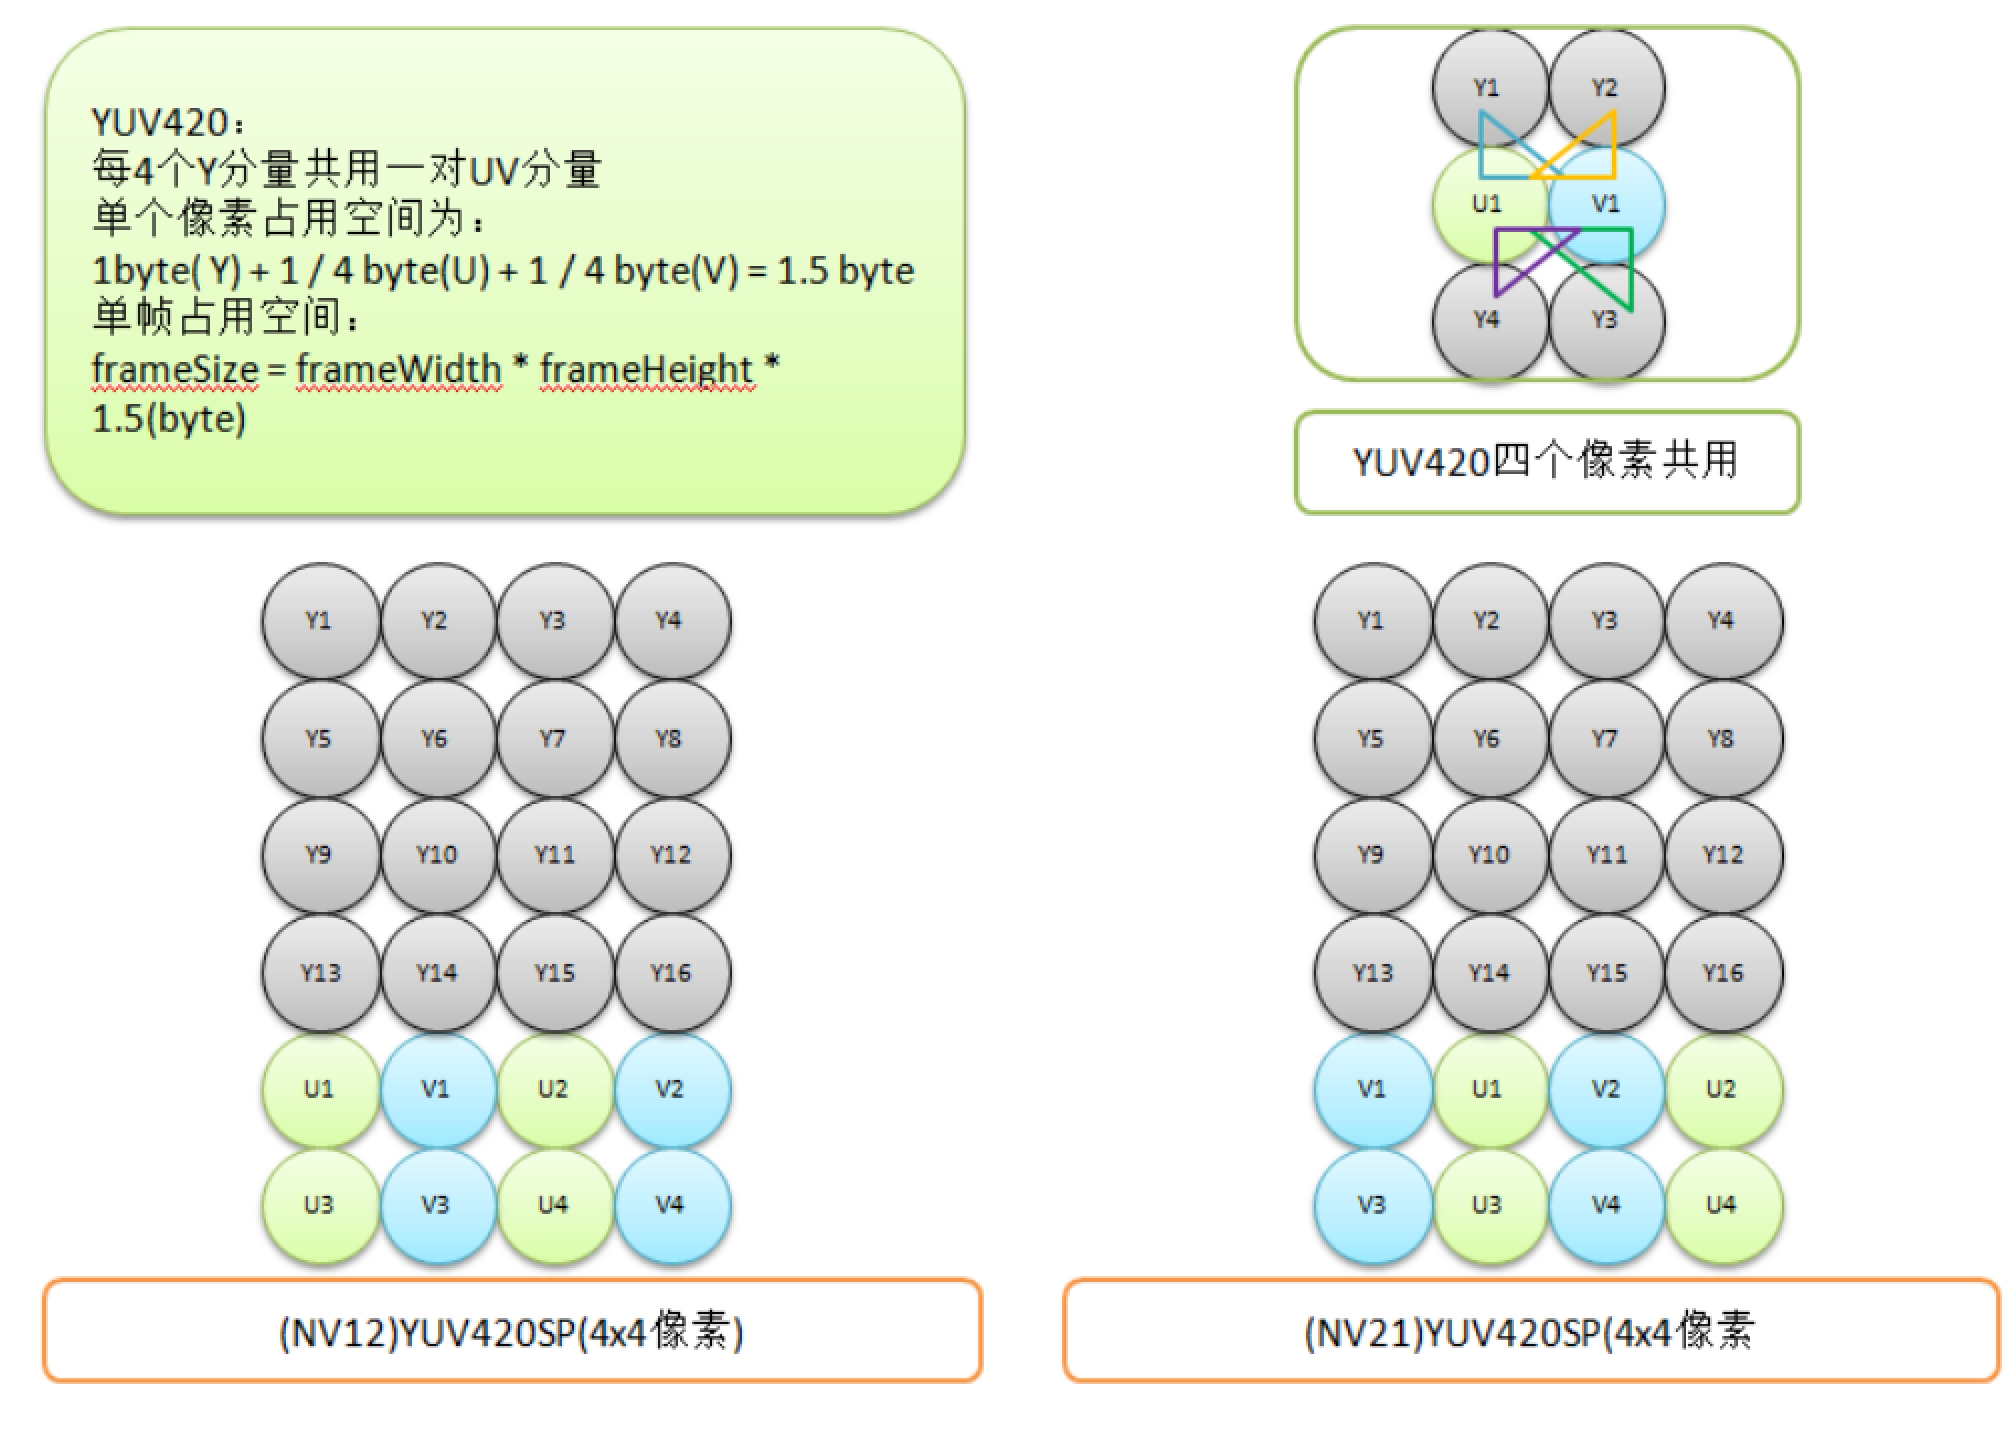 YUV420：
每4个Y分量共用一对UV分量
单个像素占用空间为：
1byte( Y) + 1 / 4 byte(U) + 1 / 4 byte(V) = 1.5 byte
单帧占用空间：
frameSize = frameWidth * frameHeight *
1.5(byte)
Y1 Y2
U1 V1
Y4 Y3
YUV420四个像素共用
Y1 Y2 Y3 Y4
Y5 Y6 Y7 Y8
Y9 Y10 Y11 Y12
Y13 Y14 Y15 Y16
U1 V1 U2 V2
U3 V3 U4 V4
(NV12)YUV420SP(4x4像素)
Y1 Y2 Y3 Y4
Y5 Y6 Y7 Y8
Y9 Y10 Y11 Y12
Y13 Y14 Y15 Y16
V1 U1 V2 U2
V3 U3 V4 U4
(NV21)YUV420SP(4x4像素